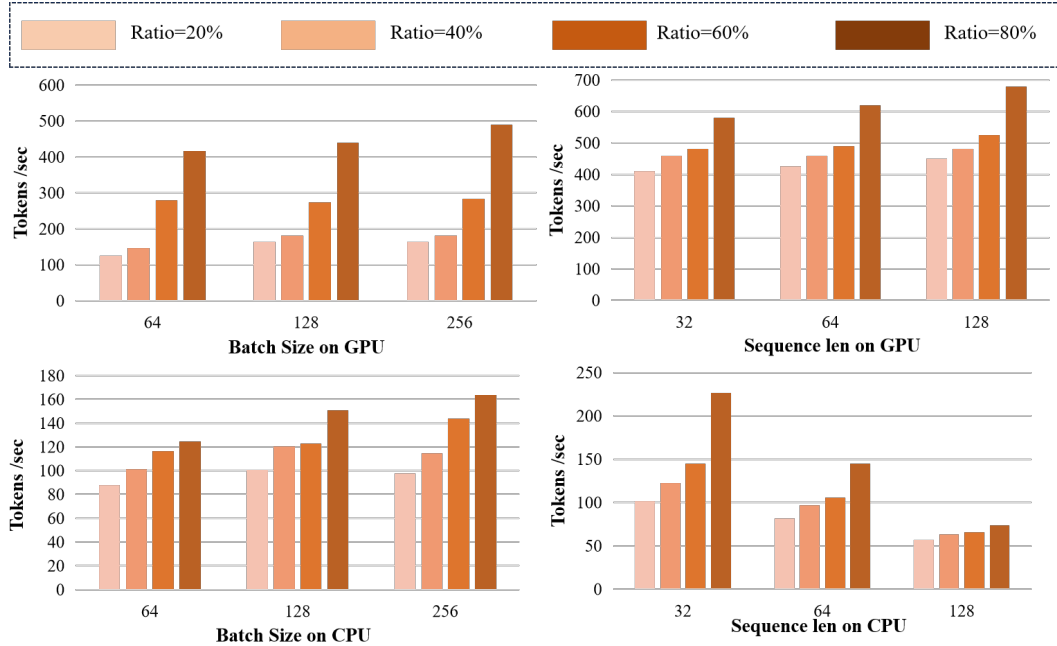 Ratio=20% Ratio=40% Ratio=60% Ratio=80%
600
500
400
300
200
100
0
Tokens /sec
64 128 256
Batch Size on GPU
700
600
500
400
300
200
100
0
Tokens /sec
32 64 128
Sequence len on GPU
180
160
140
120
100
80
60
40
20
0
Tokens /sec
64 128 256
Batch Size on CPU
250
200
150
100
50
0
Tokens /sec
32 64 128
Sequence len on CPU